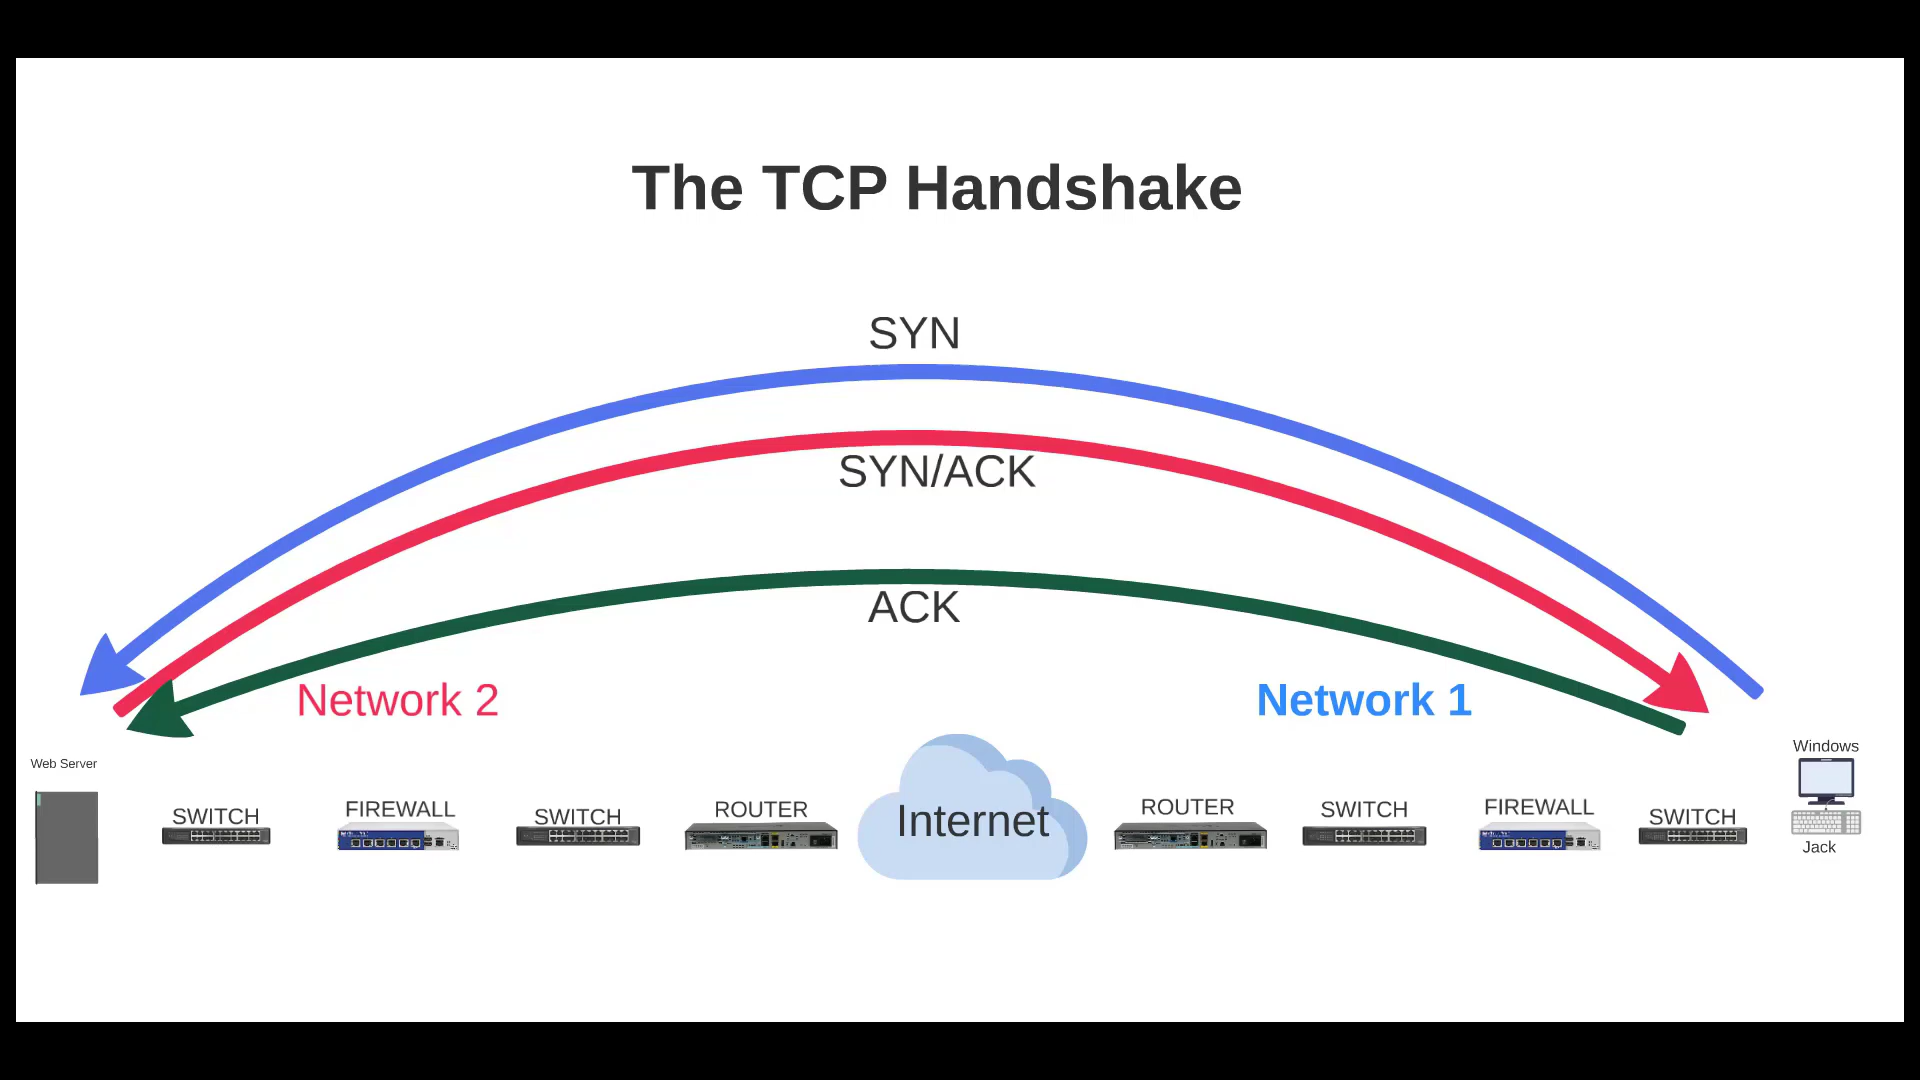 The TCP Handshake
SYN
SYN/ACK
ACK
Network 2
Network 1
Web Server
SWITCH
FIREWALL
SWITCH
ROUTER
Internet
ROUTER
SWITCH
FIREWALL
SWITCH
Windows
Jack